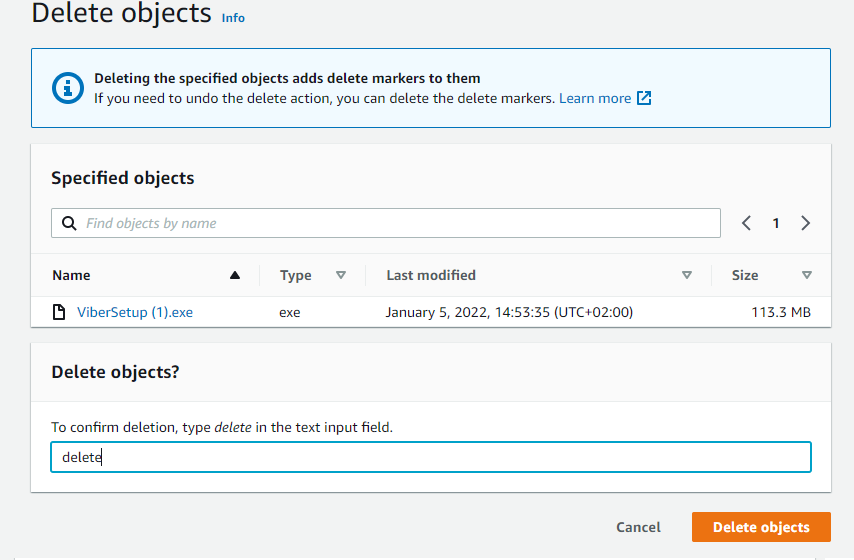 Delete objects Info
Deleting the specified objects adds delete markers to them
If you need to undo the delete action, you can delete the delete markers. Learn more
Specified objects
Find objects by name
1
Name Type Last modified Size
ViberSetup (1).exe exe January 5, 2022, 14:53:35 (UTC+02:00) 113.3 MB
Delete objects?
To confirm deletion, type delete in the text input field.
delete
Cancel Delete objects